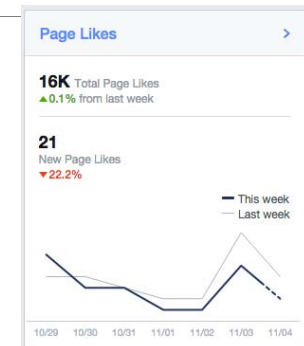 Page Likes
16K Total Page Likes
▲0.1% from last week
21
New Page Likes
▼22.2%
This week
Last week
10/29 10/30 10/31 11/01 11/02 11/03 11/04